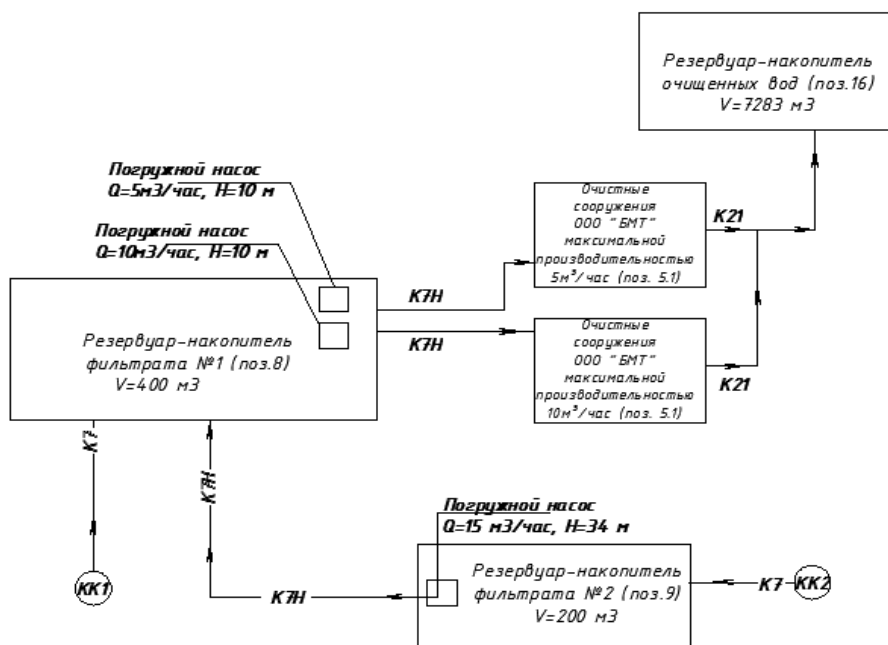 Резервуар-накопитель
очищенных вод (поз.16)
V=7283 м3
Погружной насос
Q=5м3/час, H=10 м
Погружной насос
Q=10м3/час, H=10 м
Очистные
сооружения
ООО "БМТ"
максимальной
производительностью
5м³/час (поз. 5.1)
К21
К7Н
К7Н
Резервуар-накопитель
фильтрата №1 (поз.8)
V=400 м3
Очистные
сооружения
ООО "БМТ"
максимальной
производительностью
10м³/час (поз. 5.1)
К21
К7
К7Н
Погружной насос
Q=15 м3/час, H=34 м
КК1
К7Н
Резервуар-накопитель
фильтрата №2 (поз.9)
V=200 м3
К7
КК2